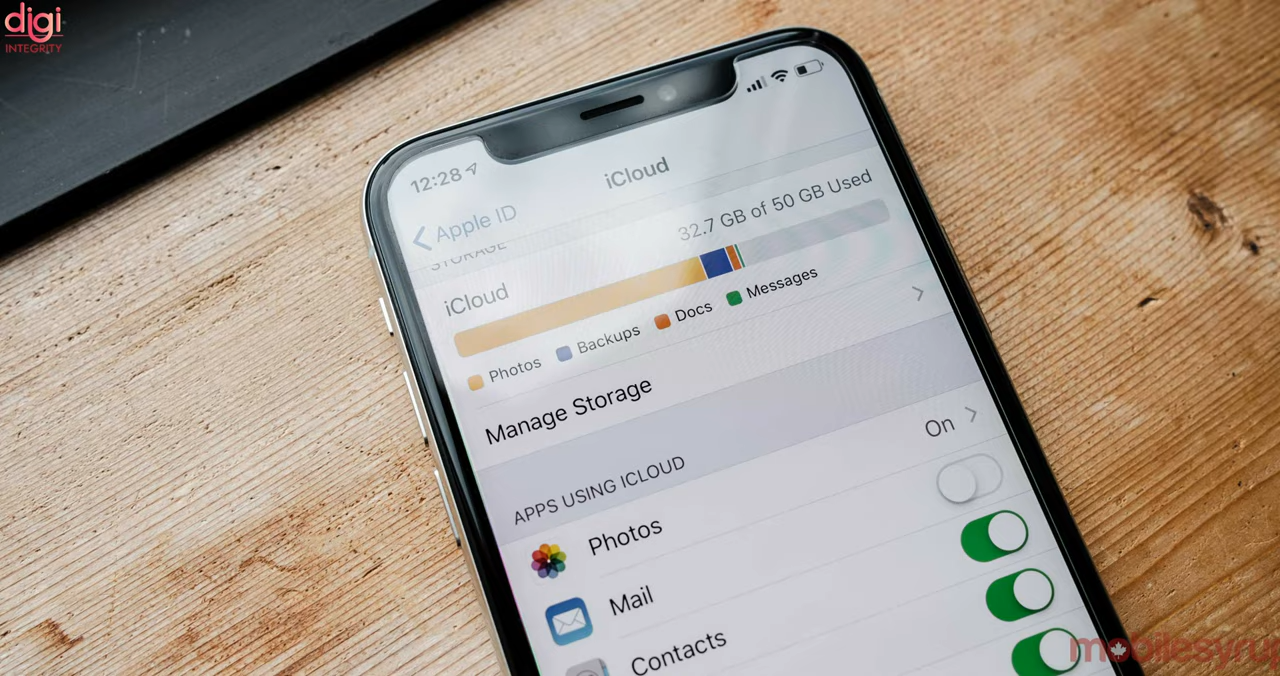 digi
INTEGRITY
12:28
iCloud
Apple ID
STORAGE
32.7 GB of 50 GB Used
iCloud
Photos Backups Docs Messages
Manage Storage
APPS USING ICLOUD
Photos On
Mail
Contacts
mobilesyrup